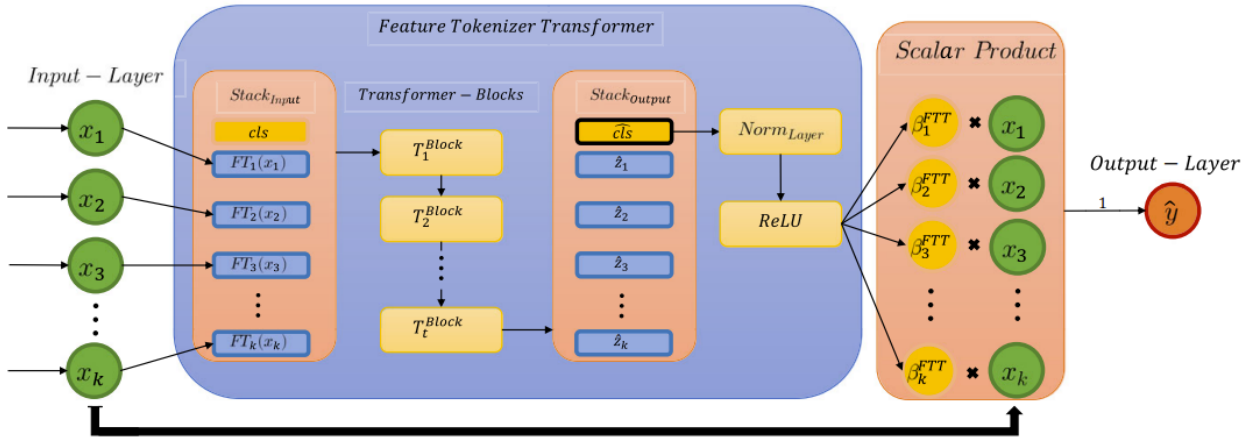 Feature Tokenizer Transformer
Input − Layer
Stack_Input
cls
FT_1(x_1)
FT_2(x_2)
FT_3(x_3)
FT_k(x_k)
x_1
x_2
x_3
x_k
Transformer − Blocks
T_1^Block
T_2^Block
T_t^Block
Stack_Output
\widehat{cls}
ẑ_1
ẑ_2
ẑ_3
ẑ_k
Norm_Layer
ReLU
Scalar Product
β_1^FTT × x_1
β_2^FTT × x_2
β_3^FTT × x_3
β_k^FTT × x_k
Output − Layer
1
ŷ